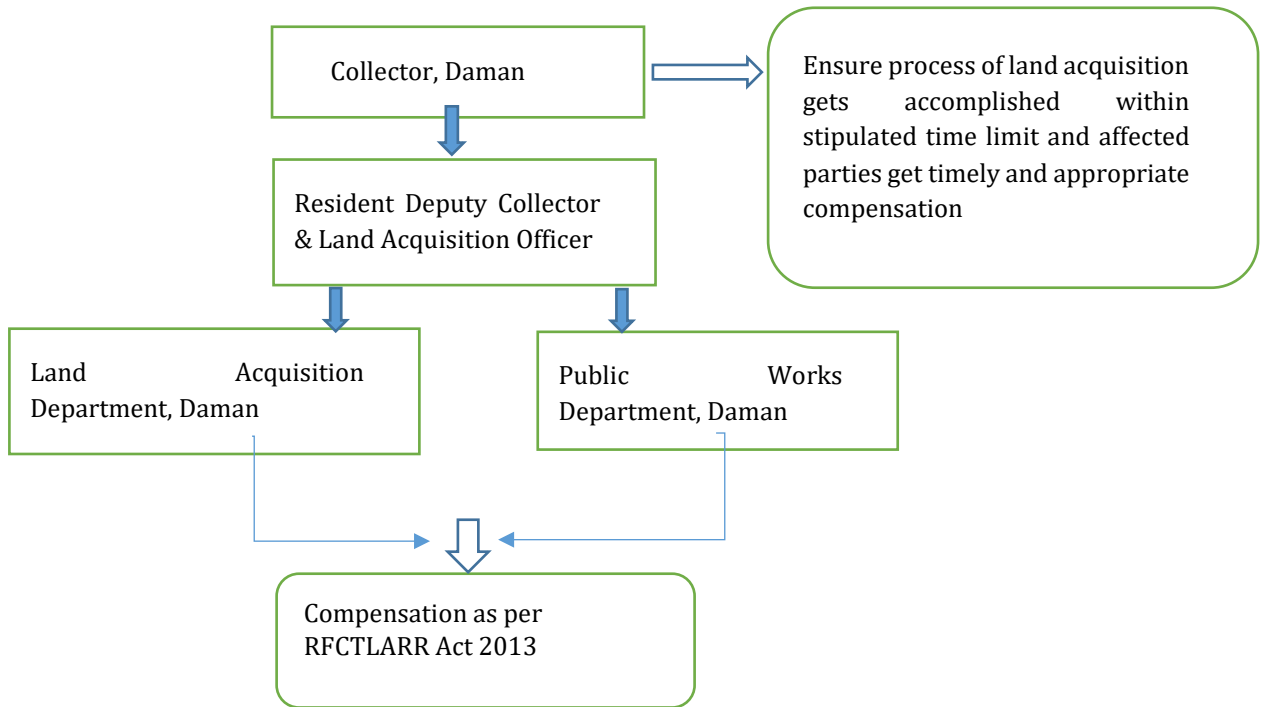 Collector, Daman
Ensure process of land acquisition
gets accomplished within
stipulated time limit and affected
parties get timely and appropriate
compensation
Resident Deputy Collector
& Land Acquisition Officer
Land Acquisition
Department, Daman
Public Works
Department, Daman
Compensation as per
RFCTLARR Act 2013